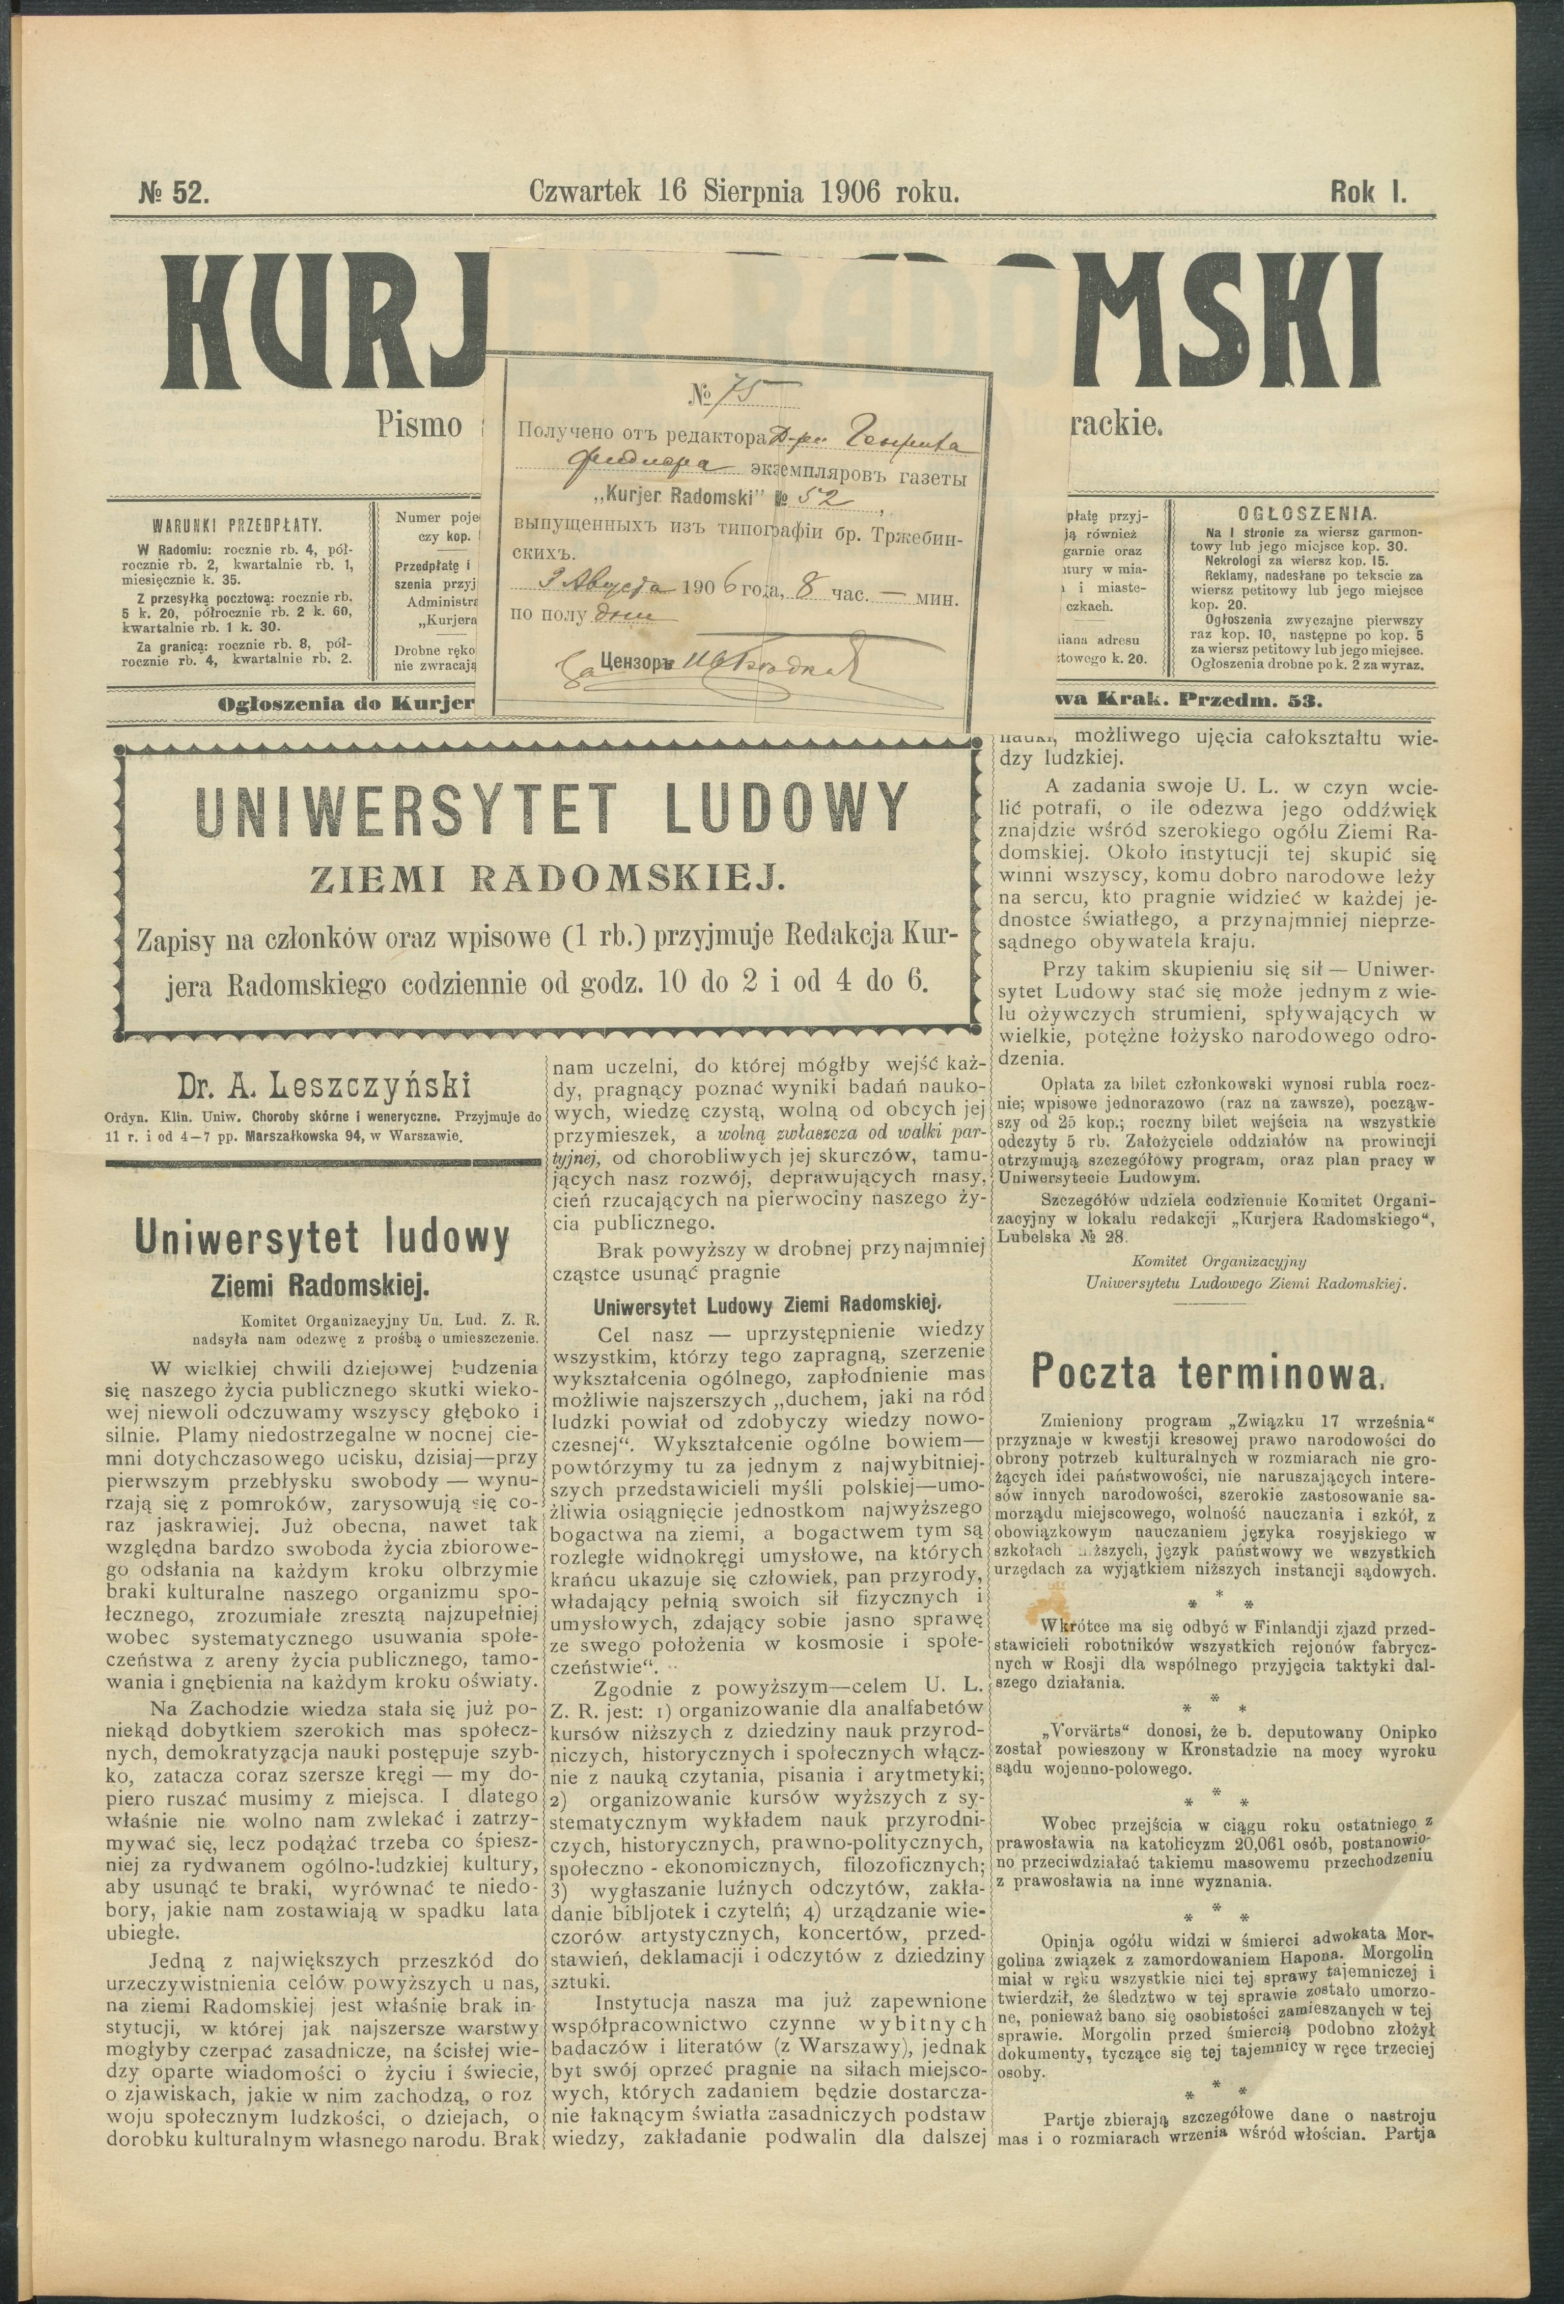 № 52.
Czwartek 16 Sierpnia 1906 roku.
Rok I.
KURJER RADOMSKI
Pismo
rackie.
WARUNKI PRZEDPŁATY.
W Radomiu: rocznie rb. 4, pół-
rocznie rb. 2, kwartalnie rb. 1,
miesięcznie k. 35.
Z przesyłką pocztową: rocznie rb.
5 k. 20, półrocznie rb. 2 k. 60,
kwartalnie rb. 1 k. 30.
Za granicą: rocznie rb. 8, pół-
rocznie rb. 4, kwartalnie rb. 2.
Numer poje
czy kop.
Przedpłatę i
szenia przyj
Administra
„Kurjera
Drobne ręko
nie zwracają
№ 75
Получено отъ редактора Д-ра Генриха
Фидлера экземпляровъ газеты
„Kurjer Radomski" № 52,
выпущенныхъ изъ типографіи бр. Тржебин-
скихъ.
9 Августа 1906 года, 8 час. — мин.
по полудни
За Цензоръ
płatę przyj-
ją również
garnie oraz
ntury w mia-
i miaste-
czkach.
iana adresu
towego k. 20.
OGŁOSZENIA.
Na I stronie za wiersz garmon-
towy lub jego miejsce kop. 30.
Nekrologi za wiersz kop. 15.
Reklamy, nadesłane po tekscie za
wiersz petitowy lub jego miejsce
kop. 20.
Ogłoszenia zwyczajne pierwszy
raz kop. 10, następne po kop. 5
za wiersz petitowy lub jego miejsce.
Ogłoszenia drobne po k. 2 za wyraz.
Ogłoszenia do Kurjer
wa Krak. Przedm. 53.
UNIWERSYTET LUDOWY
ZIEMI RADOMSKIEJ.
Zapisy na członków oraz wpisowe (1 rb.) przyjmuje Redakcja Kur-
jera Radomskiego codziennie od godz. 10 do 2 i od 4 do 6.
Dr. A. Leszczyński
Ordyn. Klin. Uniw. Choroby skórne i weneryczne. Przyjmuje do
11 r. i od 4—7 pp. Marszałkowska 94, w Warszawie.
Uniwersytet ludowy
Ziemi Radomskiej.
Komitet Organizacyjny Un. Lud. Z. R.
nadsyła nam odezwę z prośbą o umieszczenie.
W wielkiej chwili dziejowej budzenia
się naszego życia publicznego skutki wieko-
wej niewoli odczuwamy wszyscy głęboko i
silnie. Plamy niedostrzegalne w nocnej cie-
mni dotychczasowego ucisku, dzisiaj—przy
pierwszym przebłysku swobody — wynu-
rzają się z pomroków, zarysowują się co-
raz jaskrawiej. Już obecna, nawet tak
względna bardzo swoboda życia zbiorowe-
go odsłania na każdym kroku olbrzymie
braki kulturalne naszego organizmu spo-
łecznego, zrozumiałe zresztą najzupełniej
wobec systematycznego usuwania społe-
czeństwa z areny życia publicznego, tamo-
wania i gnębienia na każdym kroku oświaty.
Na Zachodzie wiedza stała się już po-
niekąd dobytkiem szerokich mas społecz-
nych, demokratyzacja nauki postępuje szyb-
ko, zatacza coraz szersze kręgi — my do-
piero ruszać musimy z miejsca. I dlatego
właśnie nie wolno nam zwlekać i zatrzy-
mywać się, lecz podążać trzeba co śpiesz-
niej za rydwanem ogólno-ludzkiej kultury,
aby usunąć te braki, wyrównać te niedo-
bory, jakie nam zostawiają w spadku lata
ubiegłe.
Jedną z największych przeszkód do
urzeczywistnienia celów powyższych u nas,
na ziemi Radomskiej jest właśnie brak in-
stytucji, w której jak najszersze warstwy
mogłyby czerpać zasadnicze, na ścisłej wie-
dzy oparte wiadomości o życiu i świecie,
o zjawiskach, jakie w nim zachodzą, o roz
woju społecznym ludzkości, o dziejach, o
dorobku kulturalnym własnego narodu. Brak
nam uczelni, do której mógłby wejść każ-
dy, pragnący poznać wyniki badań nauko-
wych, wiedzę czystą, wolną od obcych jej
przymieszek, a wolną zwłaszcza od walki par-
tyjnej, od chorobliwych jej skurczów, tamu-
jących nasz rozwój, deprawujących masy,
cień rzucających na pierwociny naszego ży-
cia publicznego.
Brak powyższy w drobnej przynajmniej
cząstce usunąć pragnie
Uniwersytet Ludowy Ziemi Radomskiej.
Cel nasz — uprzystępnienie wiedzy
wszystkim, którzy tego zapragną, szerzenie
wykształcenia ogólnego, zapłodnienie mas
możliwie najszerszych „duchem, jaki na ród
ludzki powiał od zdobyczy wiedzy nowo-
czesnej“. Wykształcenie ogólne bowiem—
powtórzymy tu za jednym z najwybitniej-
szych przedstawicieli myśli polskiej—umo-
żliwia osiągnięcie jednostkom najwyższego
bogactwa na ziemi, a bogactwem tym są
rozległe widnokręgi umysłowe, na których
krańcu ukazuje się człowiek, pan przyrody,
władający pełnią swoich sił fizycznych i
umysłowych, zdający sobie jasno sprawę
ze swego położenia w kosmosie i społe-
czeństwie“.
Zgodnie z powyższym—celem U. L.
Z. R. jest: 1) organizowanie dla analfabetów
kursów niższych z dziedziny nauk przyrod-
niczych, historycznych i społecznych włącz-
nie z nauką czytania, pisania i arytmetyki;
2) organizowanie kursów wyższych z sy-
stematycznym wykładem nauk przyrodni-
czych, historycznych, prawno-politycznych,
społeczno - ekonomicznych, filozoficznych;
3) wygłaszanie luźnych odczytów, zakła-
danie bibljotek i czytelń; 4) urządzanie wie-
czorów artystycznych, koncertów, przed-
stawień, deklamacji i odczytów z dziedziny
sztuki.
Instytucja nasza ma już zapewnione
współpracownictwo czynne wybitnych
badaczów i literatów (z Warszawy), jednak
byt swój oprzeć pragnie na siłach miejsco-
wych, których zadaniem będzie dostarcza-
nie łaknącym światła zasadniczych podstaw
wiedzy, zakładanie podwalin dla dalszej
nauki, możliwego ujęcia całokształtu wie-
dzy ludzkiej.
A zadania swoje U. L. w czyn wcie-
lić potrafi, o ile odezwa jego oddźwięk
znajdzie wśród szerokiego ogółu Ziemi Ra-
domskiej. Około instytucji tej skupić się
winni wszyscy, komu dobro narodowe leży
na sercu, kto pragnie widzieć w każdej je-
dnostce światłego, a przynajmniej nieprze-
sądnego obywatela kraju.
Przy takim skupieniu się sił — Uniwer-
sytet Ludowy stać się może jednym z wie-
lu ożywczych strumieni, spływających w
wielkie, potężne łożysko narodowego odro-
dzenia.
Opłata za bilet członkowski wynosi rubla rocz-
nie; wpisowe jednorazowo (raz na zawsze), począw-
szy od 25 kop.; roczny bilet wejścia na wszystkie
odczyty 5 rb. Założyciele oddziałów na prowincji
otrzymują szczegółowy program, oraz plan pracy w
Uniwersytecie Ludowym.
Szczegółów udziela codziennie Komitet Organi-
zacyjny w lokalu redakcji „Kurjera Radomskiego“,
Lubelska № 28.
Komitet Organizacyjny
Uniwersytetu Ludowego Ziemi Radomskiej.
Poczta terminowa.
Zmieniony program „Związku 17 września“
przyznaje w kwestji kresowej prawo narodowości do
obrony potrzeb kulturalnych w rozmiarach nie gro-
żących idei państwowości, nie naruszających intere-
sów innych narodowości, szerokie zastosowanie sa-
morządu miejscowego, wolność nauczania i szkół, z
obowiązkowym nauczaniem języka rosyjskiego w
szkołach niższych, język państwowy we wszystkich
urzędach za wyjątkiem niższych instancji sądowych.
* * *
Wkrótce ma się odbyć w Finlandji zjazd przed-
stawicieli robotników wszystkich rejonów fabrycz-
nych w Rosji dla wspólnego przyjęcia taktyki dal-
szego działania.
* * *
„Vorvärts“ donosi, że b. deputowany Onipko
został powieszony w Kronstadzie na mocy wyroku
sądu wojenno-polowego.
* * *
Wobec przejścia w ciągu roku ostatniego z
prawosławia na katolicyzm 20,061 osób, postanowio-
no przeciwdziałać takiemu masowemu przechodzeniu
z prawosławia na inne wyznania.
* * *
Opinja ogółu widzi w śmierci adwokata Mor-
golina związek z zamordowaniem Hapona. Morgolin
miał w ręku wszystkie nici tej sprawy tajemniczej i
twierdził, że śledztwo w tej sprawie zostało umorzo-
ne, ponieważ bano się osobistości zamieszanych w tej
sprawie. Morgolin przed śmiercią podobno złożył
dokumenty, tyczące się tej tajemnicy w ręce trzeciej
osoby.
* * *
Partje zbierają szczegółowe dane o nastroju
mas i o rozmiarach wrzenia wśród włościan. Partja